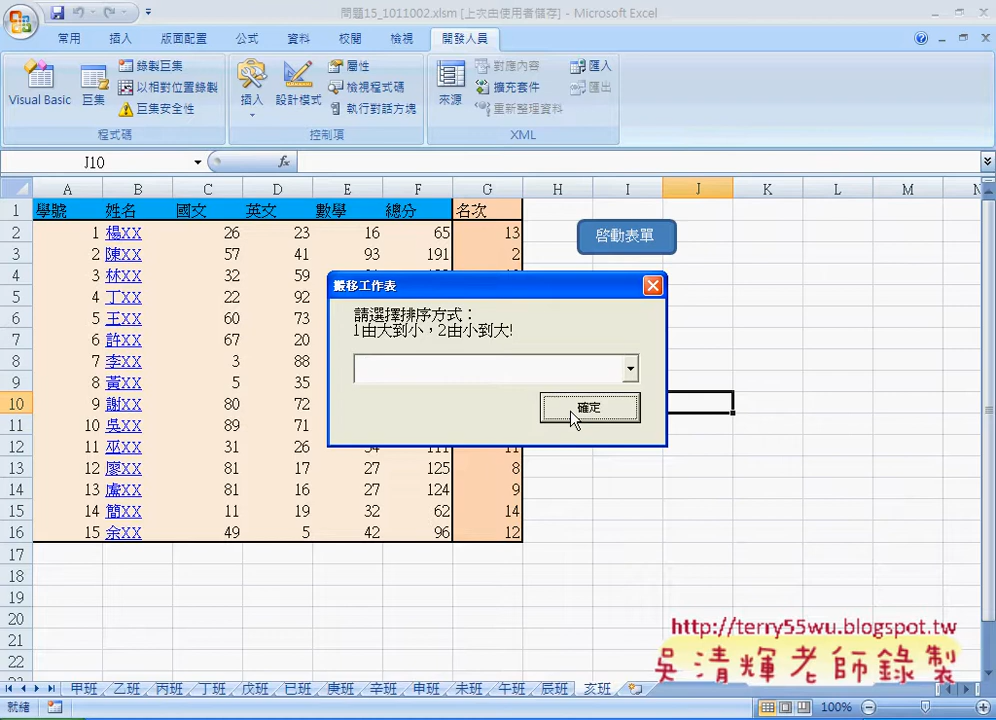 問題15_1011002.xlsm [上次由使用者儲存] - Microsoft Excel
常用 插入 版面配置 公式 資料 校閱 檢視 開發人員
Visual Basic 巨集 錄製巨集 以相對位置錄製 巨集安全性 程式碼
插入 設計模式 屬性 檢視程式碼 執行對話方塊 控制項
來源 對應內容 擴充套件 重新整理資料 匯入 匯出 XML
J10 fx
A B C D E F G H I J K L M N
1 學號 姓名 國文 英文 數學 總分 名次
2 1 楊XX 26 23 16 65 13
啓動表單
3 2 陳XX 57 41 93 191 2
4 3 林XX 32 59
5 4 丁XX 22 92
6 5 王XX 60 73
7 6 許XX 67 20
8 7 李XX 3 88
9 8 黃XX 5 35
10 9 謝XX 80 72
11 10 吳XX 89 71
12 11 巫XX 31 26
13 12 廖XX 81 17 27 125 8
14 13 盧XX 81 16 27 124 9
15 14 簡XX 11 19 32 62 14
16 15 余XX 49 5 42 96 12
17
18
19
20
21
22
搬移工作表
請選擇排序方式：
1由大到小，2由小到大!
確定
http://terry55wu.blogspot.tw
吳清輝老師錄製
甲班 乙班 丙班 丁班 戊班 已班 庚班 辛班 申班 未班 午班 辰班 亥班
就緒 100%